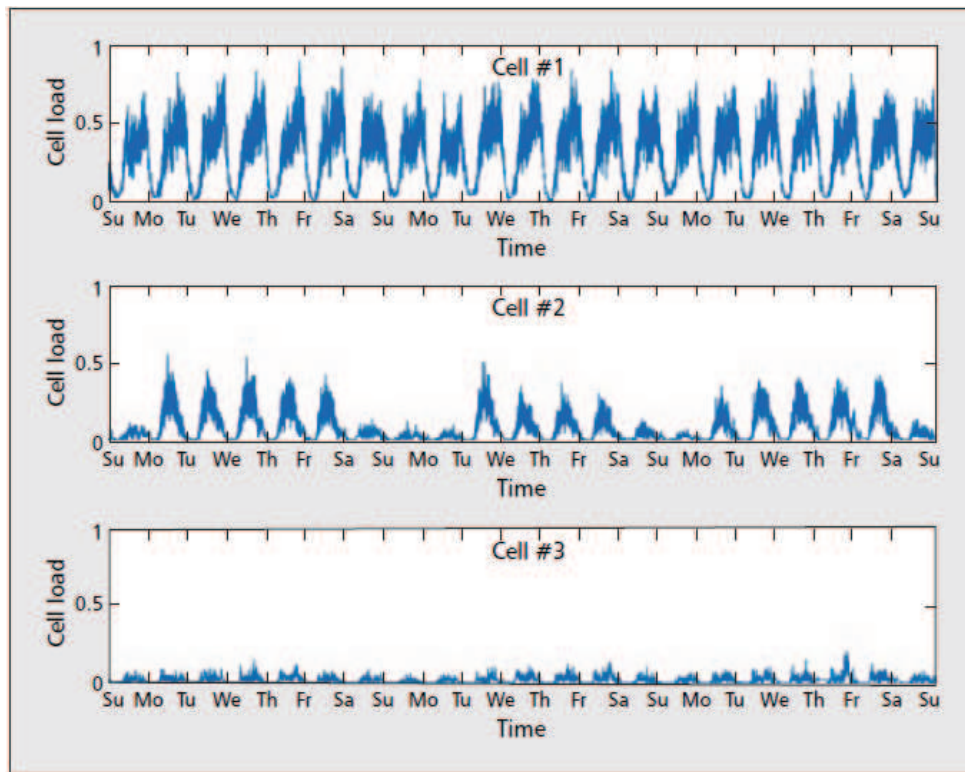 1
Cell #1
Cell load
0.5
0
Su Mo Tu We Th Fr Sa Su Mo Tu We Th Fr Sa Su Mo Tu We Th Fr Sa Su
Time
1
Cell #2
Cell load
0.5
0
Su Mo Tu We Th Fr Sa Su Mo Tu We Th Fr Sa Su Mo Tu We Th Fr Sa Su
Time
1
Cell #3
Cell load
0.5
0
Su Mo Tu We Th Fr Sa Su Mo Tu We Th Fr Sa Su Mo Tu We Th Fr Sa Su
Time